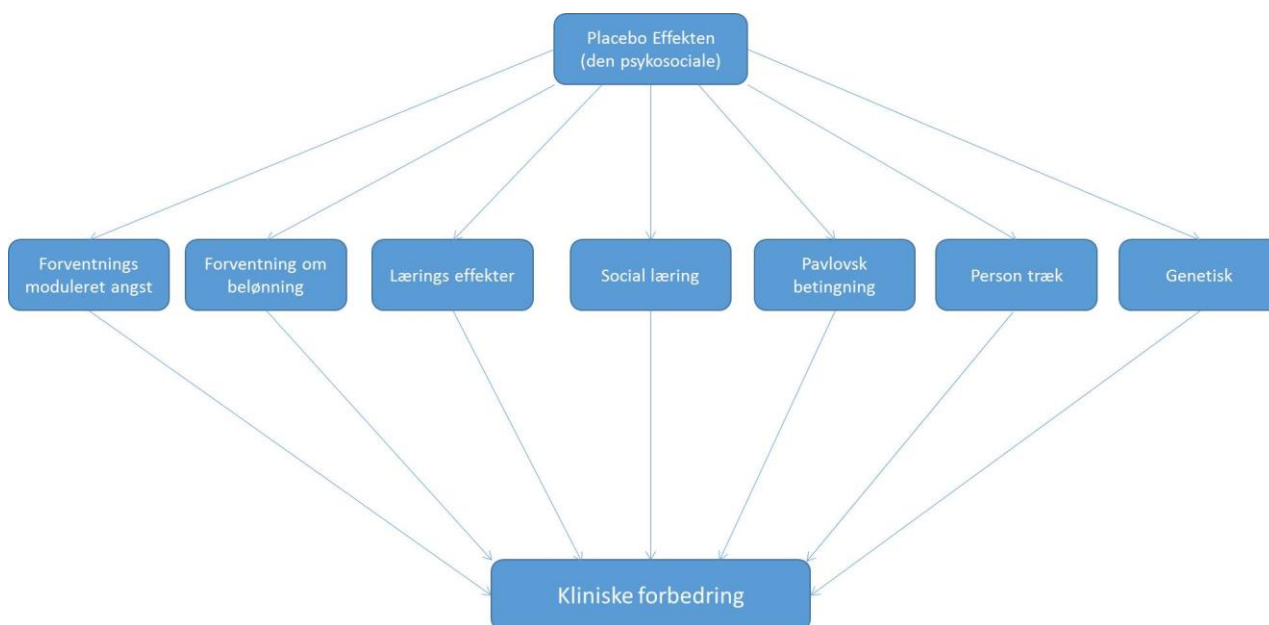 Placebo Effekten
(den psykosociale)
Forventnings
moduleret angst
Forventning om
belønning
Lærings effekter
Social læring
Pavlovsk
betingning
Person træk
Genetisk
Kliniske forbedring